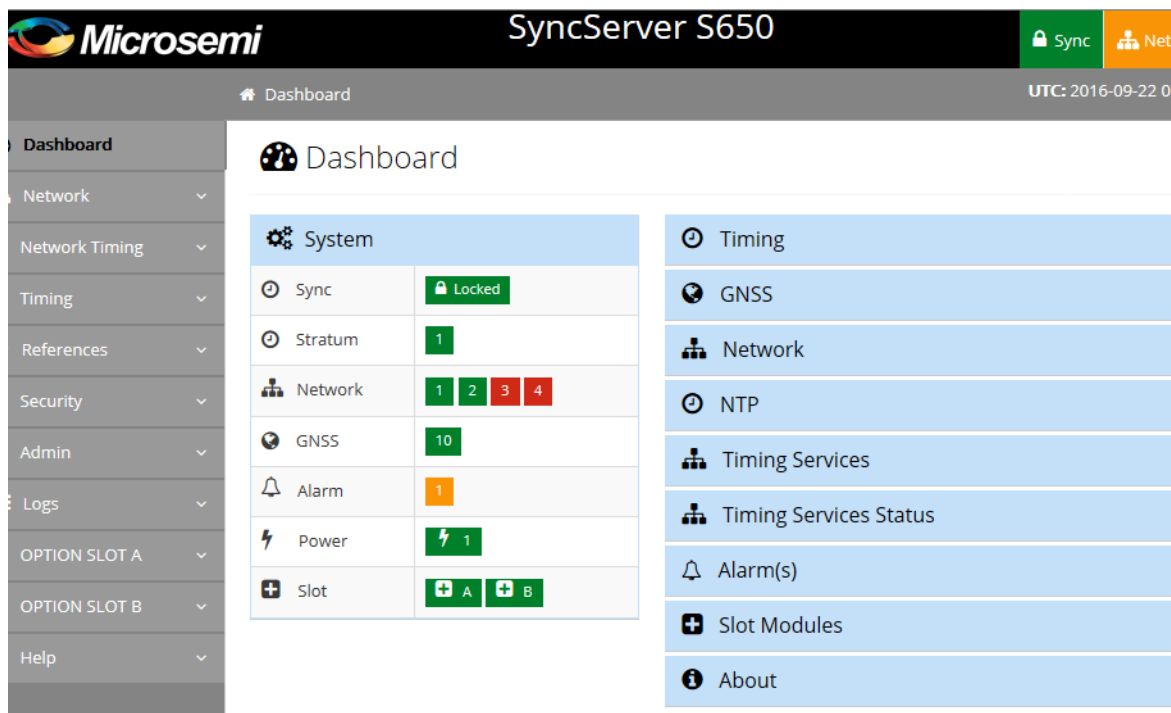 Microsemi
SyncServer S650
Sync
Net
Dashboard
UTC: 2016-09-22 0
Dashboard
Network
Network Timing
Timing
References
Security
Admin
Logs
OPTION SLOT A
OPTION SLOT B
Help
Dashboard
System
Sync Locked
Stratum 1
Network 1 2 3 4
GNSS 10
Alarm 1
Power 1
Slot A B
Timing
GNSS
Network
NTP
Timing Services
Timing Services Status
Alarm(s)
Slot Modules
About